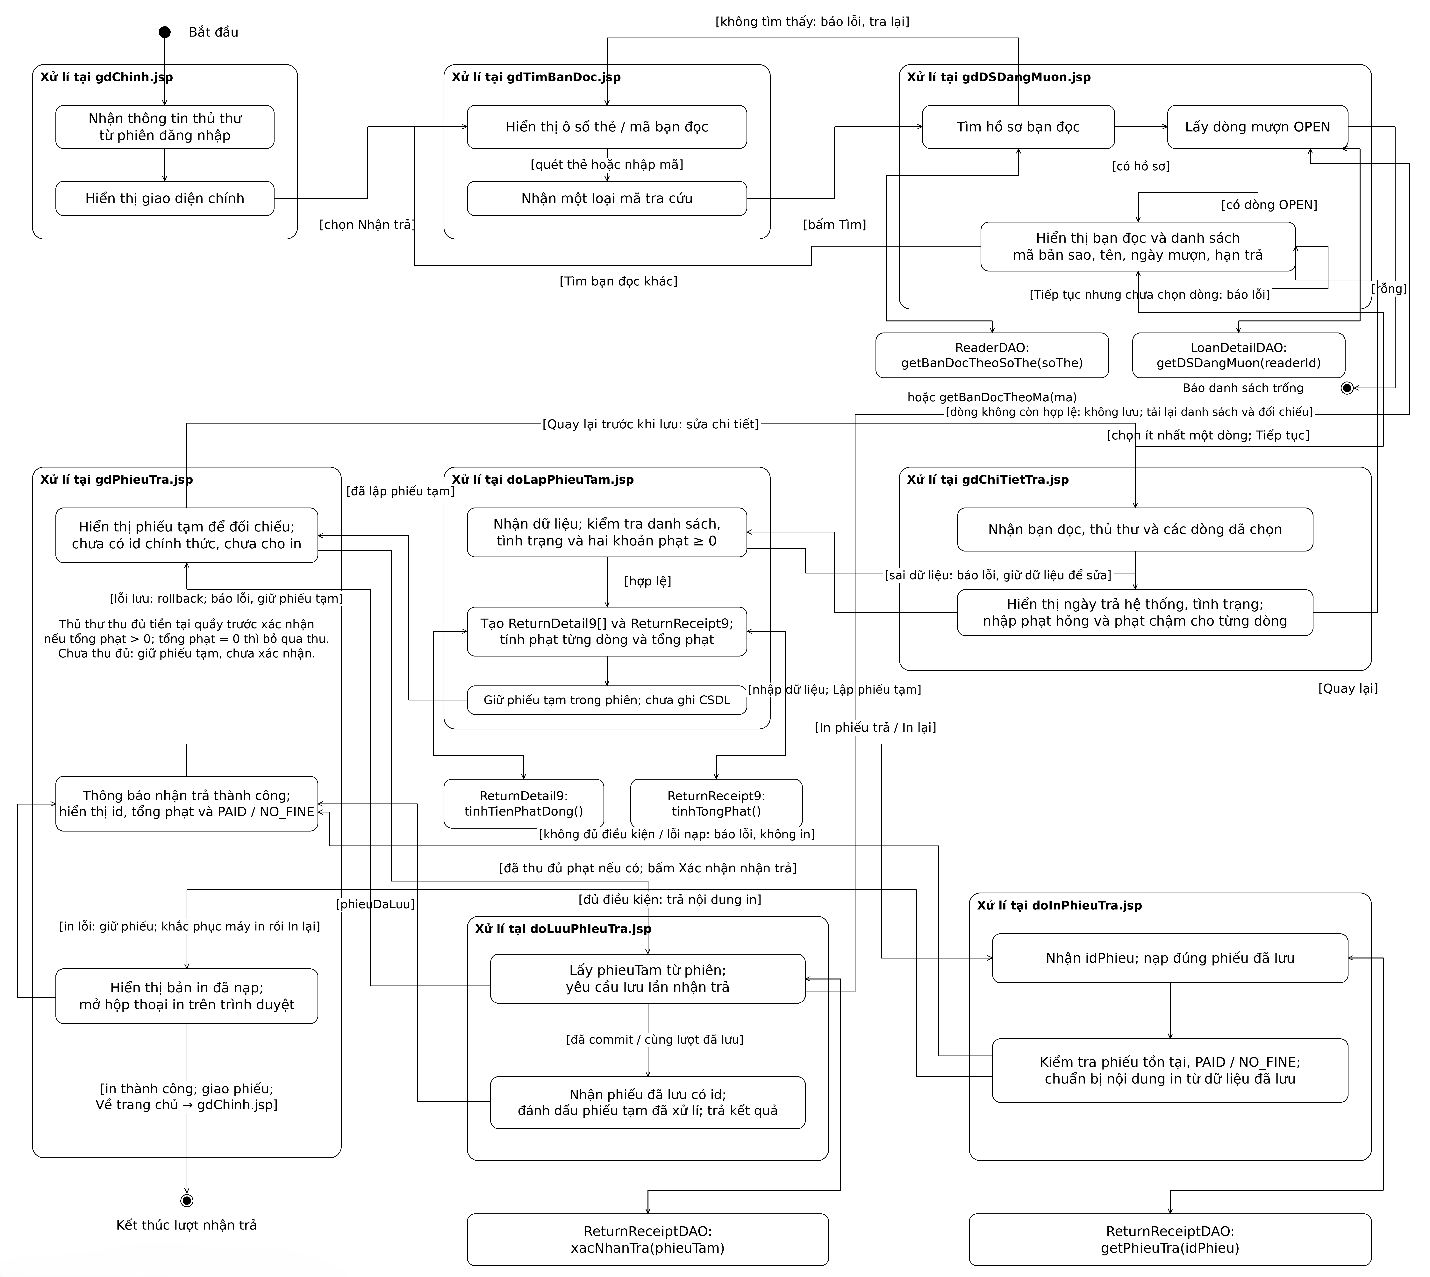 [không tìm thấy: báo lỗi, tra lại]
Bắt đầu
Xử lí tại gdChinh.jsp
Nhận thông tin thủ thư
từ phiên đăng nhập
Hiển thị giao diện chính
[chọn Nhận trả]
Xử lí tại gdTimBanDoc.jsp
Hiển thị ô số thẻ / mã bạn đọc
[quét thẻ hoặc nhập mã]
Nhận một loại mã tra cứu
[bấm Tìm]
[Tìm bạn đọc khác]
Xử lí tại gdDSDangMuon.jsp
Tìm hồ sơ bạn đọc
Lấy dòng mượn OPEN
[có hồ sơ]
[có dòng OPEN]
Hiển thị bạn đọc và danh sách
mã bản sao, tên, ngày mượn, hạn trả
[Tiếp tục nhưng chưa chọn dòng: báo lỗi]
[rỗng]
ReaderDAO:
getBanDocTheoSoThe(soThe)
LoanDetailDAO:
getDSDangMuon(readerId)
Báo danh sách trống
hoặc getBanDocTheoMa(ma)
[dòng không còn hợp lệ: không lưu; tải lại danh sách và đối chiếu]
[Quay lại trước khi lưu: sửa chi tiết]
[chọn ít nhất một dòng; Tiếp tục]
Xử lí tại gdPhieuTra.jsp
Hiển thị phiếu tạm để đối chiếu;
chưa có id chính thức, chưa cho in
[lỗi lưu: rollback; báo lỗi, giữ phiếu tạm]
Thủ thư thu đủ tiền tại quầy trước xác nhận
nếu tổng phạt > 0; tổng phạt = 0 thì bỏ qua thu.
Chưa thu đủ: giữ phiếu tạm, chưa xác nhận.
[đã lập phiếu tạm]
Xử lí tại doLapPhieuTam.jsp
Nhận dữ liệu; kiểm tra danh sách,
tình trạng và hai khoản phạt ≥ 0
[hợp lệ]
Tạo ReturnDetail9[] và ReturnReceipt9;
tính phạt từng dòng và tổng phạt
Giữ phiếu tạm trong phiên; chưa ghi CSDL
Xử lí tại gdChiTietTra.jsp
Nhận bạn đọc, thủ thư và các dòng đã chọn
[sai dữ liệu: báo lỗi, giữ dữ liệu để sửa]
Hiển thị ngày trả hệ thống, tình trạng;
nhập phạt hỏng và phạt chậm cho từng dòng
[nhập dữ liệu; Lập phiếu tạm]
[Quay lại]
[In phiếu trả / In lại]
Thông báo nhận trả thành công;
hiển thị id, tổng phạt và PAID / NO_FINE
ReturnDetail9:
tinhTienPhatDong()
ReturnReceipt9:
tinhTongPhat()
[không đủ điều kiện / lỗi nạp: báo lỗi, không in]
[đã thu đủ phạt nếu có; bấm Xác nhận nhận trả]
[đủ điều kiện: trả nội dung in]
[phieuDaLuu]
[in lỗi: giữ phiếu; khắc phục máy in rồi In lại]
Hiển thị bản in đã nạp;
mở hộp thoại in trên trình duyệt
[in thành công; giao phiếu;
Về trang chủ → gdChinh.jsp]
Kết thúc lượt nhận trả
Xử lí tại doLuuPhieuTra.jsp
Lấy phieuTam từ phiên;
yêu cầu lưu lần nhận trả
[đã commit / cùng lượt đã lưu]
Nhận phiếu đã lưu có id;
đánh dấu phiếu tạm đã xử lí; trả kết quả
ReturnReceiptDAO:
xacNhanTra(phieuTam)
Xử lí tại doInPhieuTra.jsp
Nhận idPhieu; nạp đúng phiếu đã lưu
Kiểm tra phiếu tồn tại, PAID / NO_FINE;
chuẩn bị nội dung in từ dữ liệu đã lưu
ReturnReceiptDAO:
getPhieuTra(idPhieu)